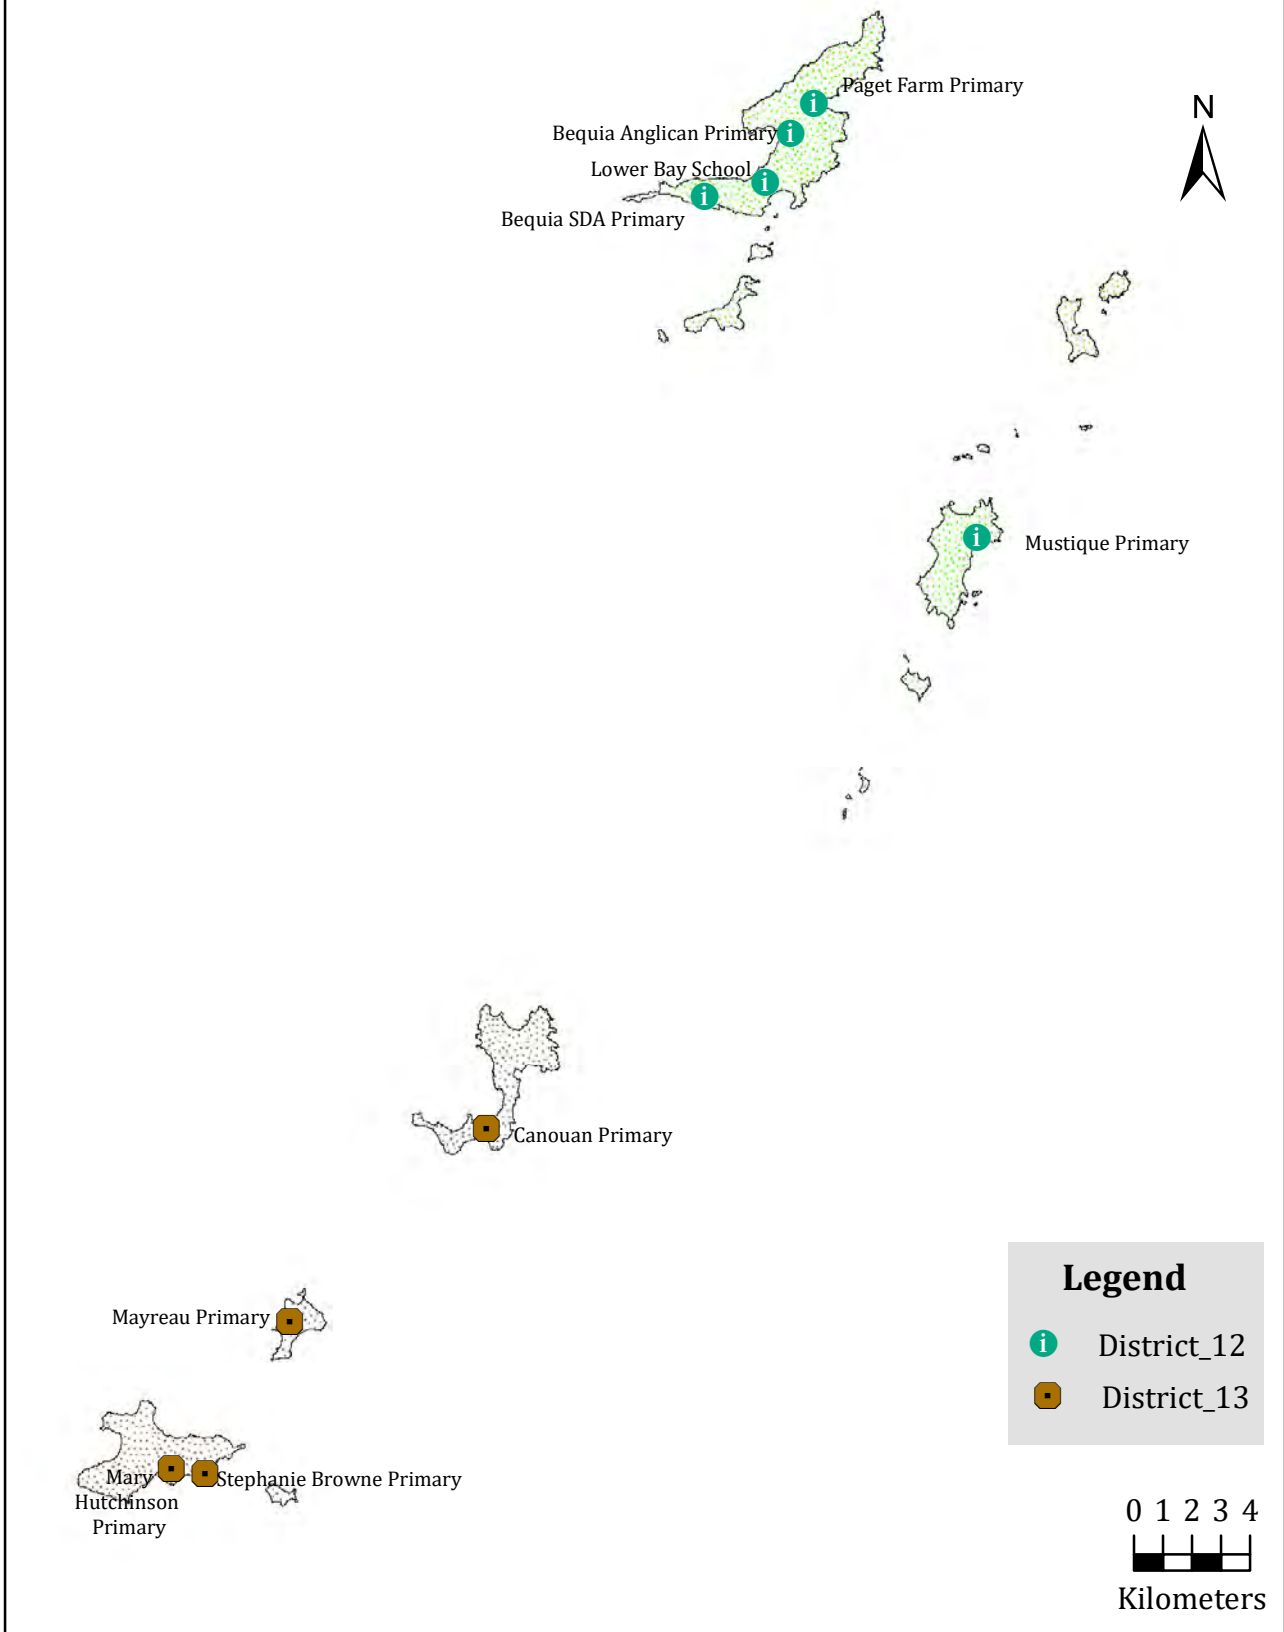 Paget Farm Primary
N
Bequia Anglican Primary
Lower Bay School
Bequia SDA Primary
Mustique Primary
Canouan Primary
Mayreau Primary
Mary
Hutchinson
Primary
Stephanie Browne Primary
Legend
i District_12
District_13
0 1 2 3 4
Kilometers